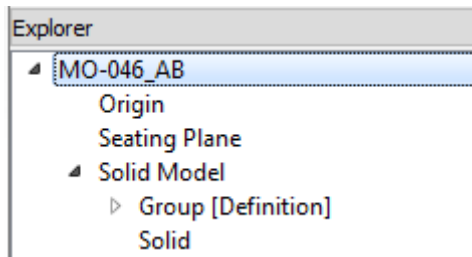 Explorer
MO-046_AB
Origin
Seating Plane
Solid Model
Group [Definition]
Solid